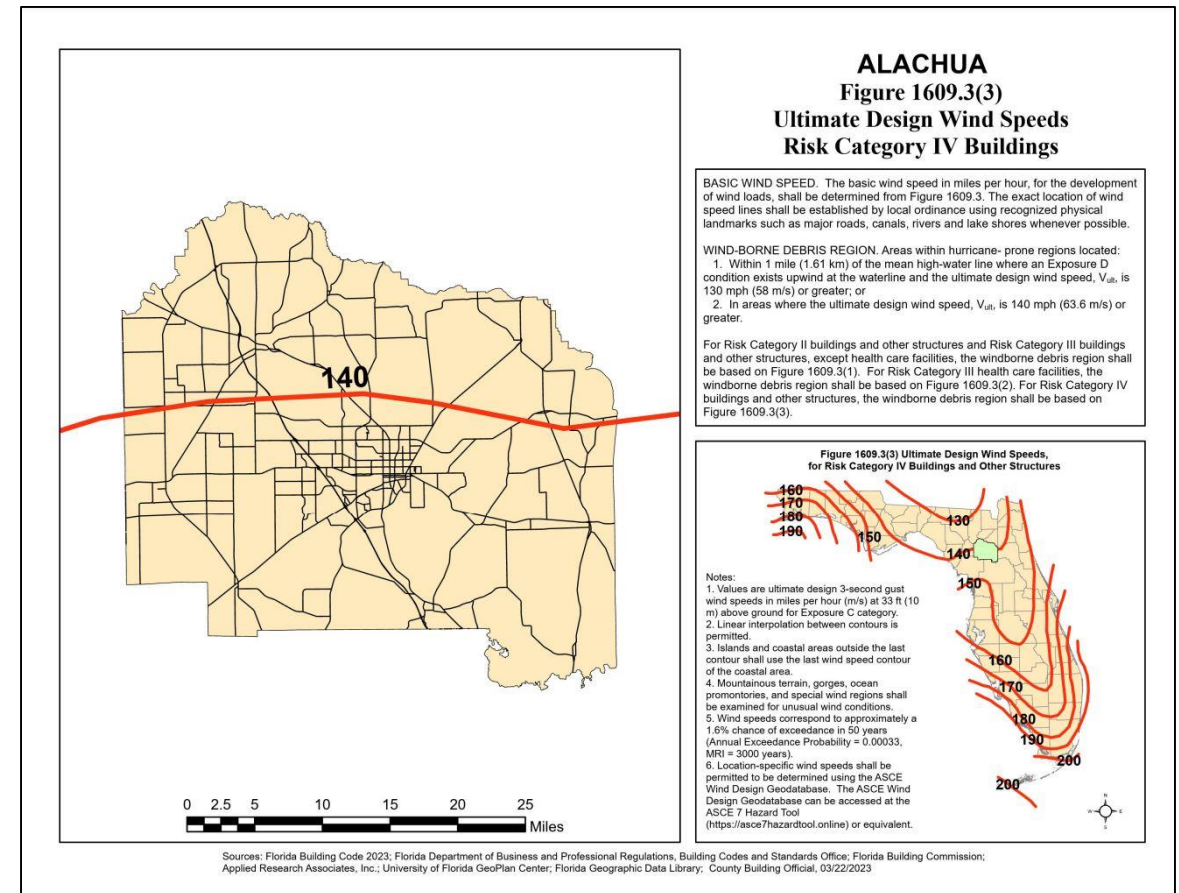 ALACHUA
Figure 1609.3(3)
Ultimate Design Wind Speeds
Risk Category IV Buildings
BASIC WIND SPEED. The basic wind speed in miles per hour, for the development
of wind loads, shall be determined from Figure 1609.3. The exact location of wind
speed lines shall be established by local ordinance using recognized physical
landmarks such as major roads, canals, rivers and lake shores whenever possible.
WIND-BORNE DEBRIS REGION. Areas within hurricane- prone regions located:
1. Within 1 mile (1.61 km) of the mean high-water line where an Exposure D
condition exists upwind at the waterline and the ultimate design wind speed, Vult, is
130 mph (58 m/s) or greater; or
2. In areas where the ultimate design wind speed, Vult, is 140 mph (63.6 m/s) or
greater.
For Risk Category II buildings and other structures and Risk Category III buildings
and other structures, except health care facilities, the windborne debris region shall
be based on Figure 1609.3(1). For Risk Category III health care facilities, the
windborne debris region shall be based on Figure 1609.3(2). For Risk Category IV
buildings and other structures, the windborne debris region shall be based on
Figure 1609.3(3).
140
0 2.5 5 10 15 20 25
Miles
Figure 1609.3(3) Ultimate Design Wind Speeds,
for Risk Category IV Buildings and Other Structures
160
170
180
190
150
130
140
150
160
170
180
190
200
200
N
W E
S
Notes:
1. Values are ultimate design 3-second gust
wind speeds in miles per hour (m/s) at 33 ft (10
m) above ground for Exposure C category.
2. Linear interpolation between contours is
permitted.
3. Islands and coastal areas outside the last
contour shall use the last wind speed contour
of the coastal area.
4. Mountainous terrain, gorges, ocean
promontories, and special wind regions shall
be examined for unusual wind conditions.
5. Wind speeds correspond to approximately a
1.6% chance of exceedance in 50 years
(Annual Exceedance Probability = 0.00033,
MRI = 3000 years).
6. Location-specific wind speeds shall be
permitted to be determined using the ASCE
Wind Design Geodatabase. The ASCE Wind
Design Geodatabase can be accessed at the
ASCE 7 Hazard Tool
(https://asce7hazardtool.online) or equivalent.
Sources: Florida Building Code 2023; Florida Department of Business and Professional Regulations, Building Codes and Standards Office; Florida Building Commission;
Applied Research Associates, Inc.; University of Florida GeoPlan Center; Florida Geographic Data Library; County Building Official, 03/22/2023